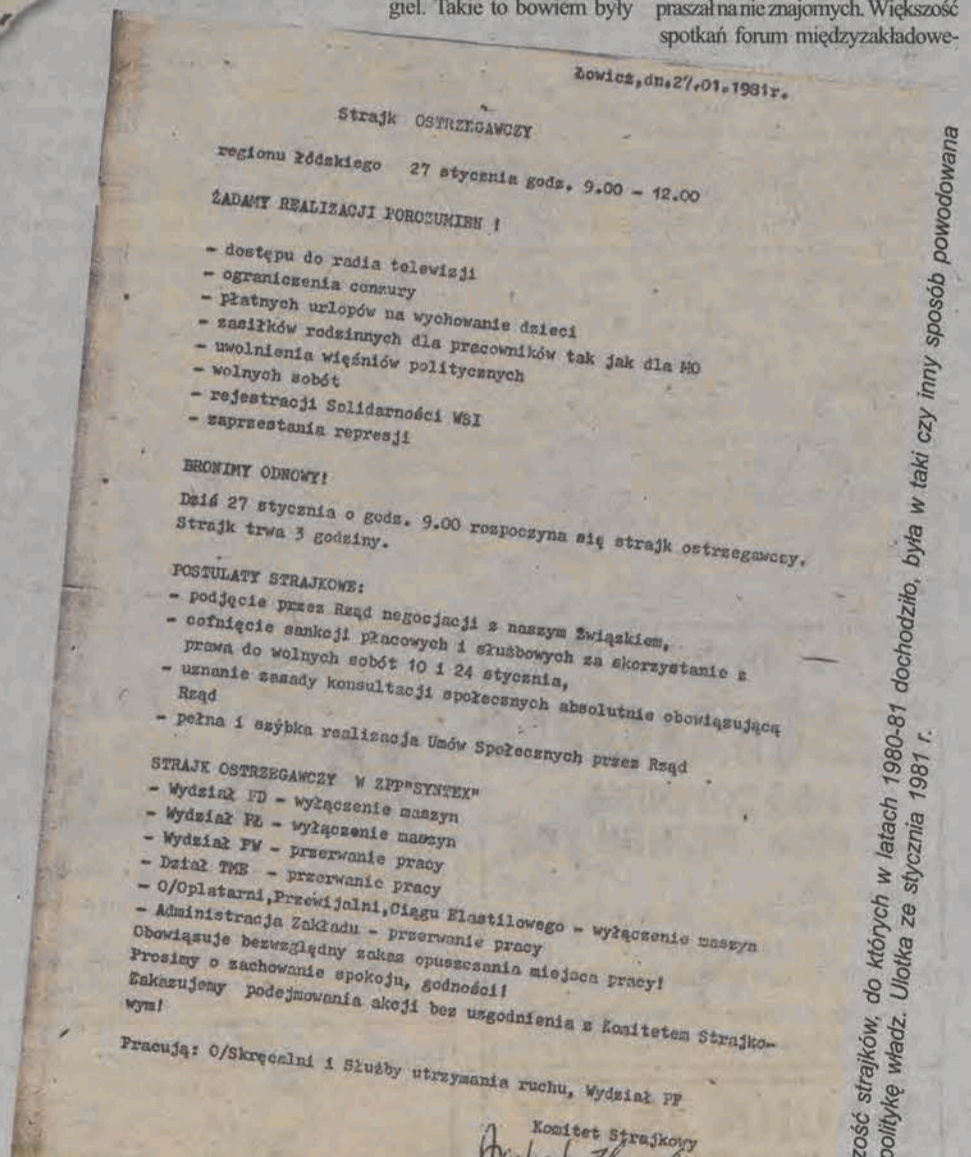 giel. Takie to bowiem były
praszał na nie znajomych. Większość
spotkań forum międzyzakładowe-
Łowicz,dn.27.01.1981r.
Strajk OSTRZEGAWCZY
regionu Łódzkiego 27 stycznia godz. 9.00 - 12.00
ŻADAMY REALIZACJI POROZUMIEN !
- dostępu do radia telewizji
- ograniczenia cenzury
- płatnych urlopów na wychowanie dzieci
- zasiłków rodzinnych dla pracowników tak jak dla MO
- uwolnienia więźniów politycznych
- wolnych sobót
- rejestracji Solidarności WSI
- zaprzestania represji
BRONIMY ODNOWY!
Dziś 27 stycznia o godz. 9.00 rozpoczyna się strajk ostrzegawczy.
Strajk trwa 3 godziny.
POSTULATY STRAJKOWE:
- podjęcie przez Rząd negocjacji z naszym Związkiem,
- cofnięcie sankcji płacowych i służbowych za skorzystanie z
prawa do wolnych sobót 10 i 24 stycznia,
- uznanie zasady konsultacji społecznych absolutnie obowiązującą
Rząd
- pełna i szybka realizacja Umów Społecznych przez Rząd
STRAJK OSTRZEGAWCZY W ZPP"SYNTEX"
- Wydział FD - wyłączenie maszyn
- Wydział PŁ - wyłączenie maszyn
- Wydział PW - przerwanie pracy
- Dział TME - przerwanie pracy
- O/Oplatarni,Przewijalni,Ciągu Elastilowego - wyłączenie maszyn
- Administracja Zakładu - przerwanie pracy
Obowiązuje bezwzględny zakaz opuszczania miejsca pracy!
Prosimy o zachowanie spokoju, godności!
Zakazujemy podejmowania akcji bez uzgodnienia z Komitetem Strajko-
wym!
Pracują: O/Skręcalni i Służby utrzymania ruchu, Wydział PP
Komitet Strajkowy
zość strajków, do których w latach 1980-81 dochodziło, była w taki czy inny sposób powodowana
politykę władz. Ulotka ze stycznia 1981 r.